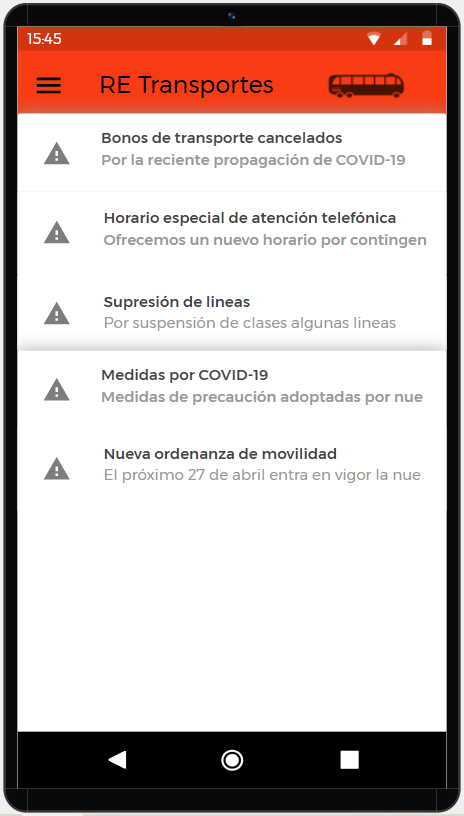 15:45
RE Transportes
Bonos de transporte cancelados
Por la reciente propagación de COVID-19
Horario especial de atención telefónica
Ofrecemos un nuevo horario por contingen
Supresión de lineas
Por suspensión de clases algunas lineas
Medidas por COVID-19
Medidas de precaución adoptadas por nue
Nueva ordenanza de movilidad
El próximo 27 de abril entra en vigor la nue